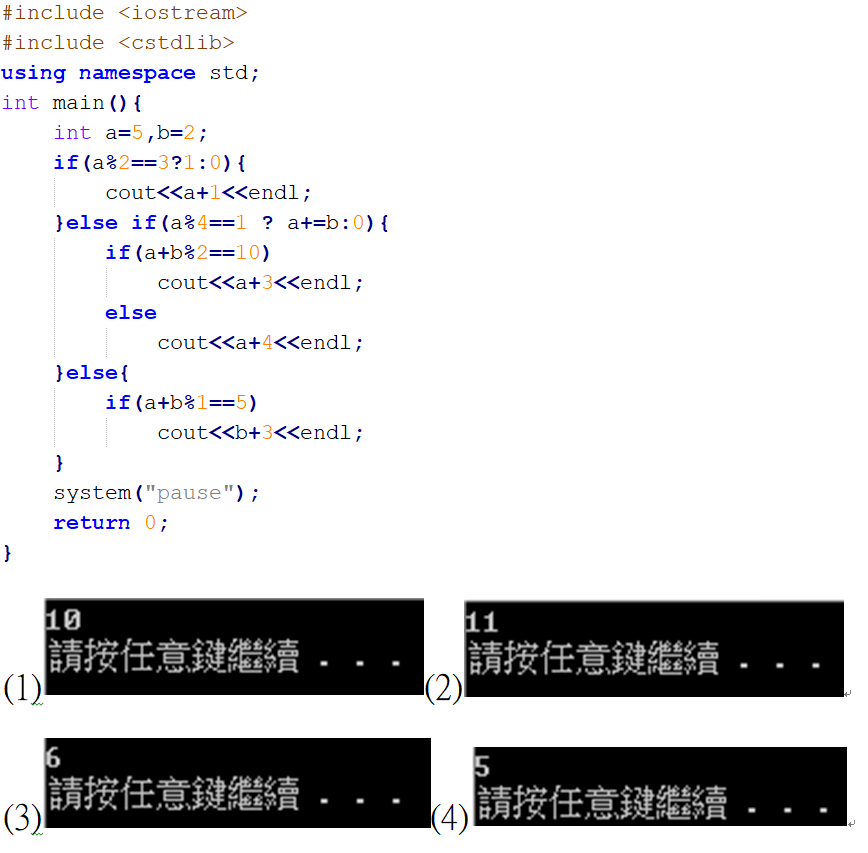 #include <iostream>
#include <cstdlib>
using namespace std;
int main(){
    int a=5,b=2;
    if(a%2==3?1:0){
        cout<<a+1<<endl;
    }else if(a%4==1 ? a+=b:0){
        if(a+b%2==10)
            cout<<a+3<<endl;
        else
            cout<<a+4<<endl;
    }else{
        if(a+b%1==5)
            cout<<b+3<<endl;
    }
    system("pause");
    return 0;
}
(1) 10
請按任意鍵繼續 . . .
(2) 11
請按任意鍵繼續 . . .
(3) 6
請按任意鍵繼續 . . .
(4) 5
請按任意鍵繼續 . . .